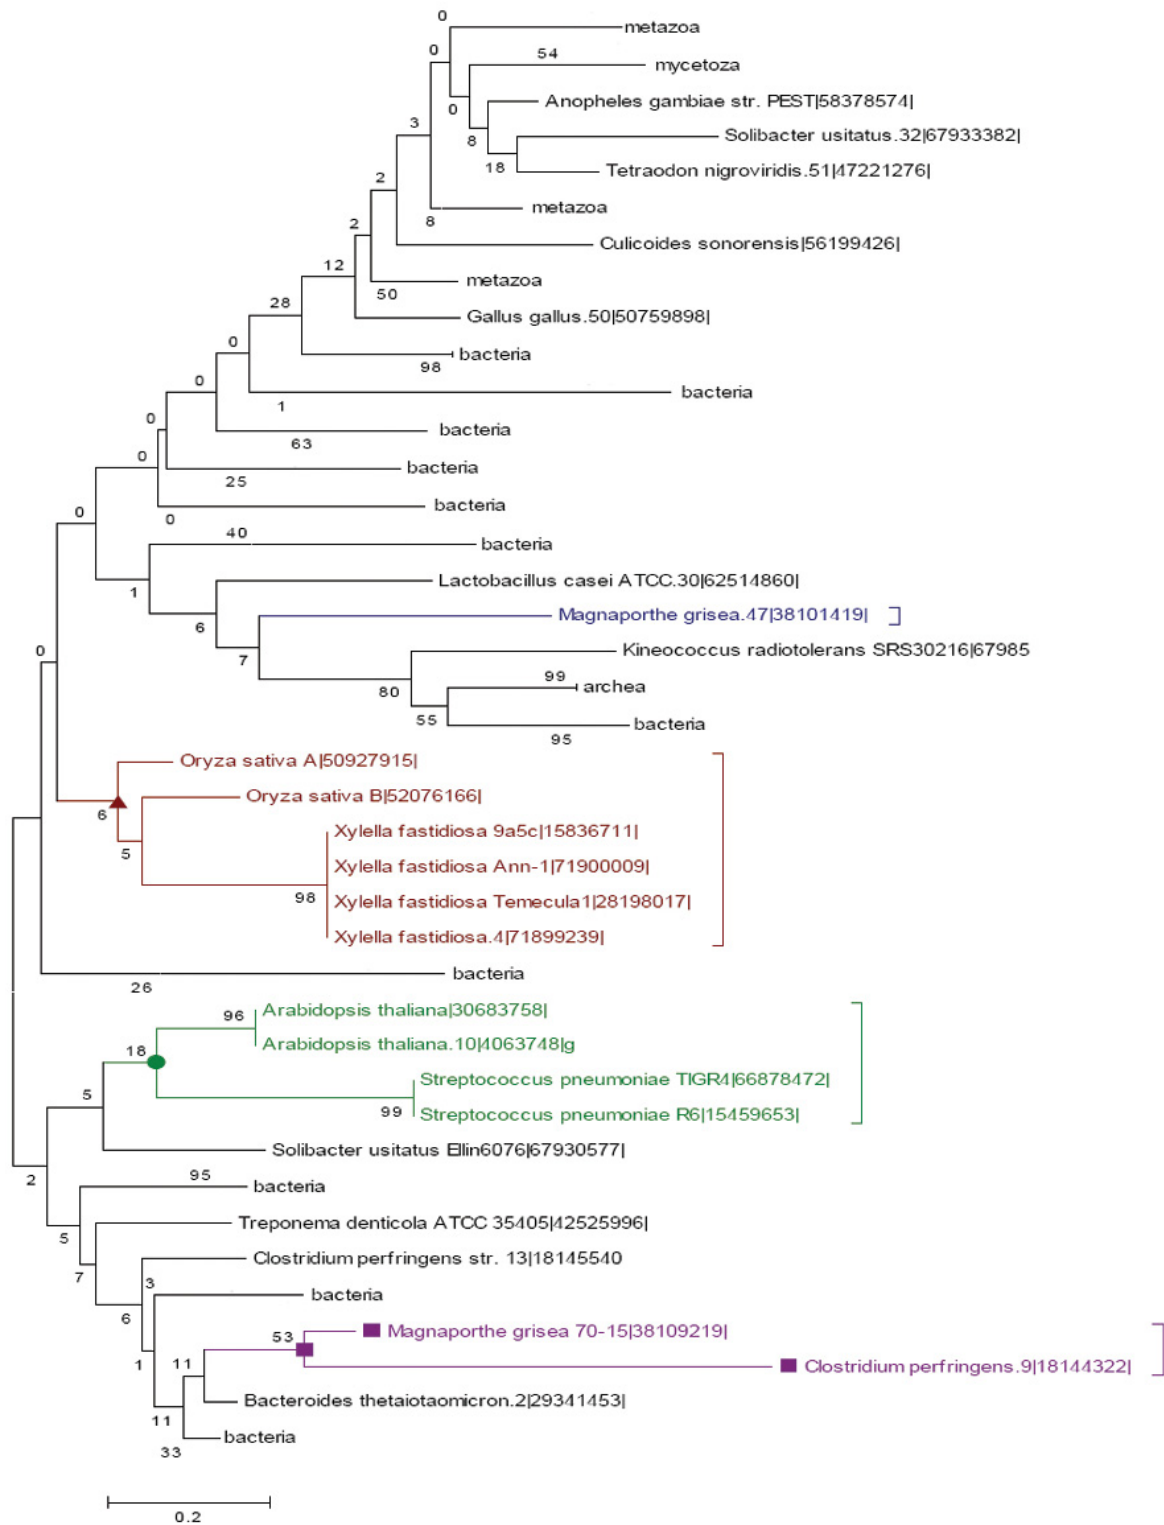 0
metazoa
0
54
mycetoza
0
Anopheles gambiae str. PEST|58378574|
3
8
Solibacter usitatus.32|67933382|
18
Tetraodon nigroviridis.51|47221276|
2
metazoa
8
2
Culicoides sonorensis|56199426|
12
metazoa
50
28
Gallus gallus.50|50759898|
0
bacteria
98
0
bacteria
1
0
bacteria
63
0
bacteria
25
bacteria
0
0
40
bacteria
1
Lactobacillus casei ATCC.30|62514860|
6
Magnaporthe grisea.47|38101419|
0
7
Kineococcus radiotolerans SRS30216|67985
80
99
archea
55
bacteria
95
Oryza sativa A|50927915|
6
Oryza sativa B|52076166|
5
Xylella fastidiosa 9a5c|15836711|
Xylella fastidiosa Ann-1|71900009|
98
Xylella fastidiosa Temecula1|28198017|
Xylella fastidiosa.4|71899239|
bacteria
26
Arabidopsis thaliana|30683758|
96
Arabidopsis thaliana.10|4063748|g
18
Streptococcus pneumoniae TIGR4|66878472|
5
99
Streptococcus pneumoniae R6|15459653|
Solibacter usitatus Ellin6076|67930577|
2
95
bacteria
5
Treponema denticola ATCC 35405|42525996|
7
Clostridium perfringens str. 13|18145540
3
bacteria
6
53
Magnaporthe grisea 70-15|38109219|
1
11
Clostridium perfringens.9|18144322|
Bacteroides thetaiotaomicron.2|29341453|
11
bacteria
33
0.2